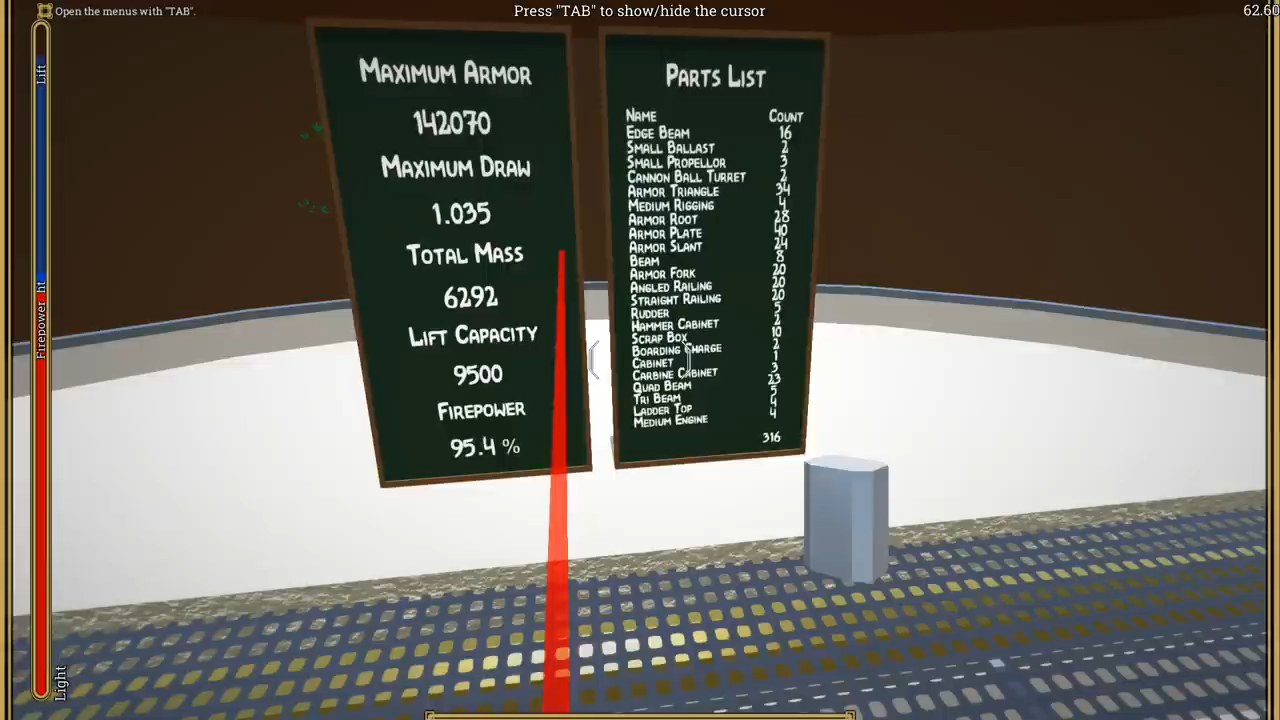 Open the menus with "TAB".
Press "TAB" to show/hide the cursor
62.60
Lift
Firepower
ht
Light
MAXIMUM ARMOR
142070
MAXIMUM DRAW
1.035
TOTAL MASS
6292
LIFT CAPACITY
9500
FIREPOWER
95.4 %
PARTS LIST
NAME COUNT
EDGE BEAM 16
SMALL BALLAST 2
SMALL PROPELLOR 3
CANNON BALL TURRET 2
ARMOR TRIANGLE 34
MEDIUM RIGGING 4
ARMOR ROOT 28
ARMOR PLATE 40
ARMOR SLANT 24
BEAM 8
ARMOR FORK 20
ANGLED RAILING 20
STRAIGHT RAILING 20
RUDDER 5
HAMMER CABINET 2
SCRAP BOX 10
BOARDING CHARGE 2
CABINET 1
CARBINE CABINET 3
QUAD BEAM 23
TRI BEAM 5
LADDER TOP 4
MEDIUM ENGINE 4
316